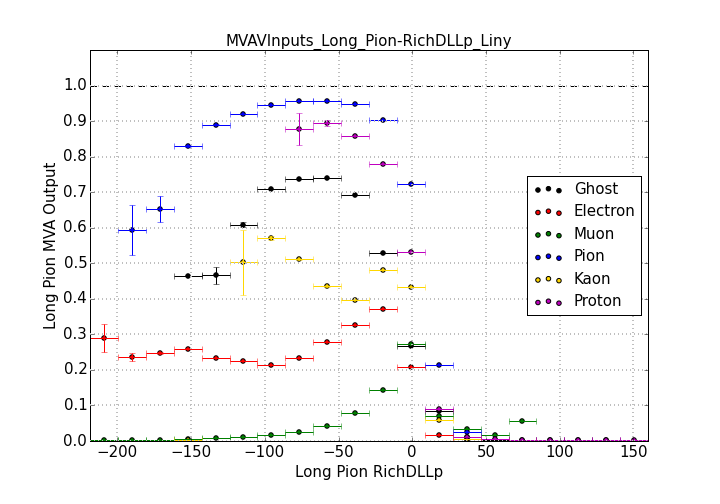 MVAVInputs_Long_Pion-RichDLLp_Liny
1.0
0.9
0.8
0.7
0.6
0.5
0.4
0.3
0.2
0.1
0.0
Long Pion MVA Output
Ghost
Electron
Muon
Pion
Kaon
Proton
−200 −150 −100 −50 0 50 100 150
Long Pion RichDLLp